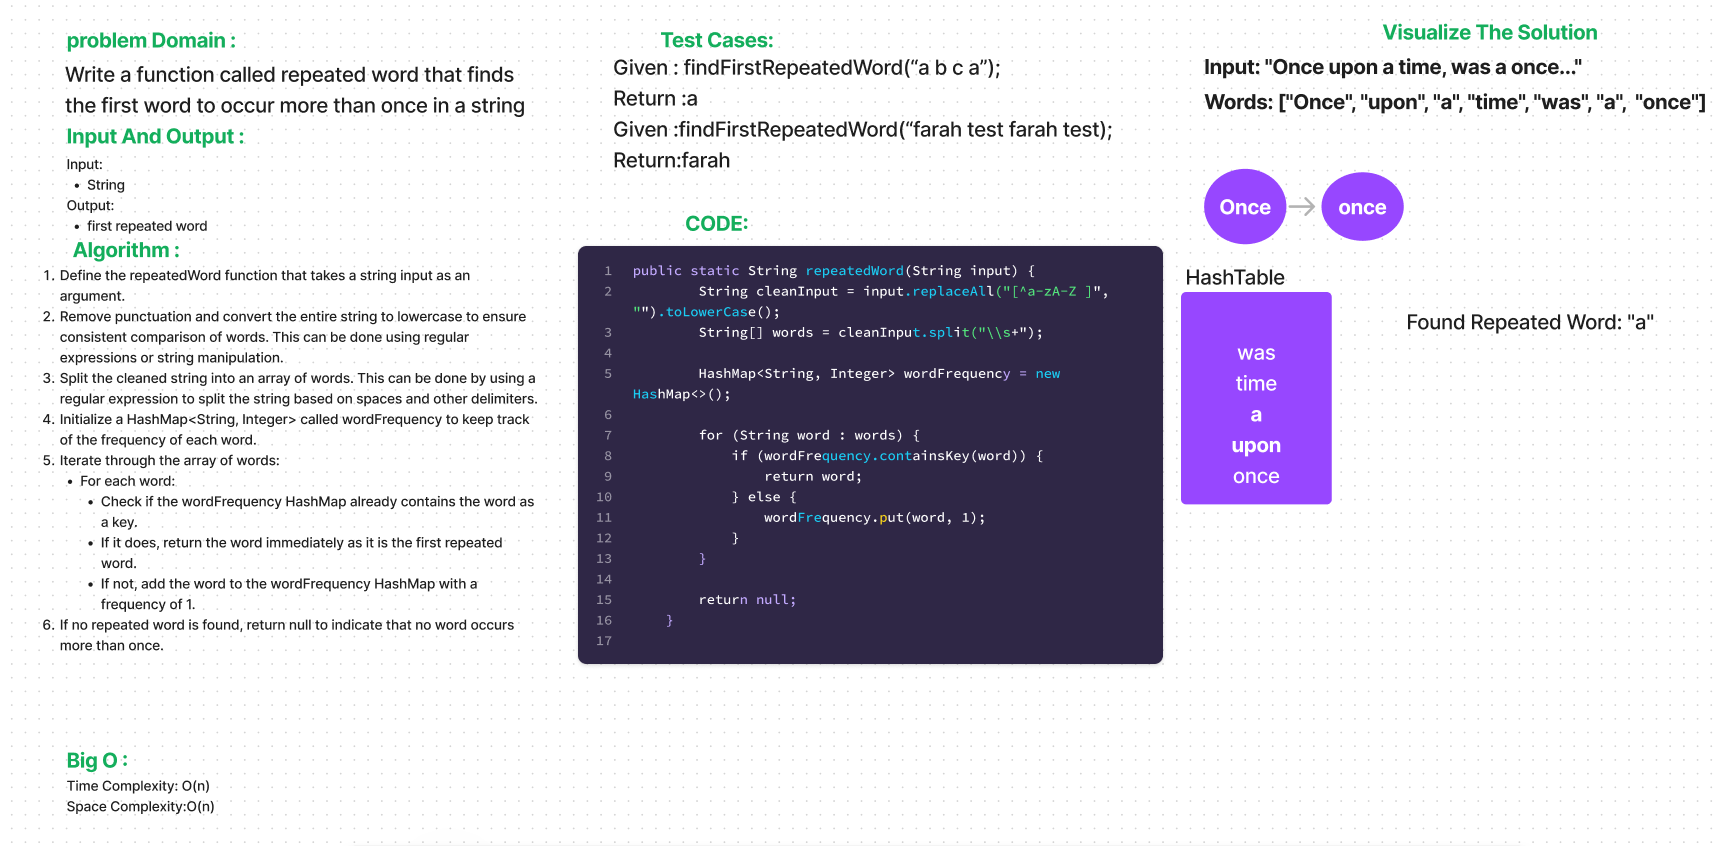 problem Domain :
Write a function called repeated word that finds
the first word to occur more than once in a string
Input And Output :
Input:
• String
Output:
• first repeated word
Algorithm :
1. Define the repeatedWord function that takes a string input as an
argument.
2. Remove punctuation and convert the entire string to lowercase to ensure
consistent comparison of words. This can be done using regular
expressions or string manipulation.
3. Split the cleaned string into an array of words. This can be done by using a
regular expression to split the string based on spaces and other delimiters.
4. Initialize a HashMap<String, Integer> called wordFrequency to keep track
of the frequency of each word.
5. Iterate through the array of words:
• For each word:
• Check if the wordFrequency HashMap already contains the word as
a key.
• If it does, return the word immediately as it is the first repeated
word.
• If not, add the word to the wordFrequency HashMap with a
frequency of 1.
6. If no repeated word is found, return null to indicate that no word occurs
more than once.
Big O :
Time Complexity: O(n)
Space Complexity:O(n)
Test Cases:
Given : findFirstRepeatedWord(“a b c a”);
Return :a
Given :findFirstRepeatedWord(“farah test farah test);
Return:farah
CODE:
1 public static String repeatedWord(String input) {
2 String cleanInput = input.replaceAll("[^a-zA-Z ]",
"").toLowerCase();
3 String[] words = cleanInput.split("\\s+");
4
5 HashMap<String, Integer> wordFrequency = new
HashMap<>();
6
7 for (String word : words) {
8 if (wordFrequency.containsKey(word)) {
9 return word;
10 } else {
11 wordFrequency.put(word, 1);
12 }
13 }
14
15 return null;
16 }
17
Visualize The Solution
Input: "Once upon a time, was a once..."
Words: ["Once", "upon", "a", "time", "was", "a", "once"]
Once
once
HashTable
was
time
a
upon
once
Found Repeated Word: "a"